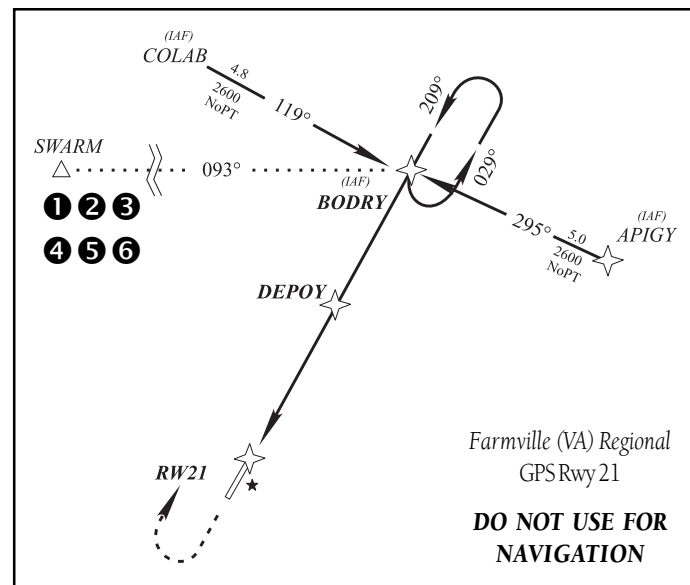 (IAF)
COLAB
4.8
2600
NoPT
119°
209°
029°
SWARM
093°
(IAF)
BODRY
❶ ❷ ❸
❹ ❺ ❻
295°
5.0
2600
NoPT
(IAF)
APIGY
DEPOY
RW21
Farmville (VA) Regional
GPS Rwy 21
DO NOT USE FOR
NAVIGATION